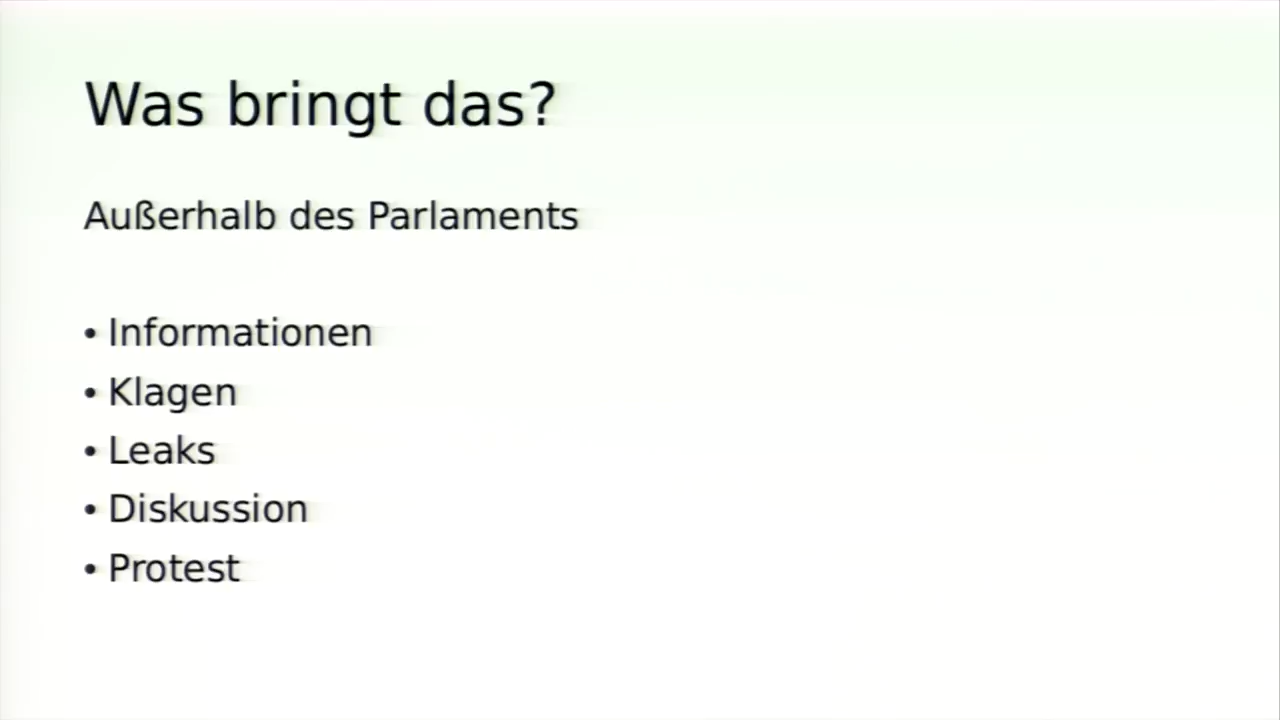 Was bringt das?
Außerhalb des Parlaments
• Informationen
• Klagen
• Leaks
• Diskussion
• Protest